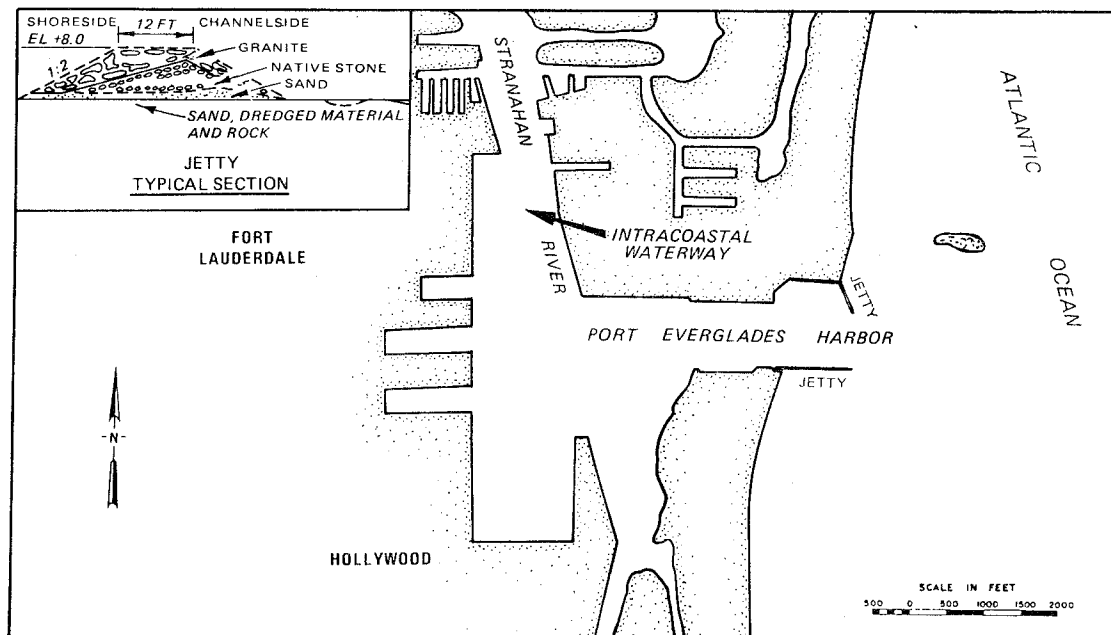 SHORESIDE
12 FT
CHANNELSIDE
EL +8.0
GRANITE
1:2
NATIVE STONE
SAND
SAND, DREDGED MATERIAL
AND ROCK
JETTY
TYPICAL SECTION
STRANAHAN
RIVER
INTRACOASTAL
WATERWAY
ATLANTIC
OCEAN
FORT
LAUDERDALE
JETTY
PORT EVERGLADES HARBOR
JETTY
-N-
HOLLYWOOD
SCALE IN FEET
500 0 500 1000 1500 2000